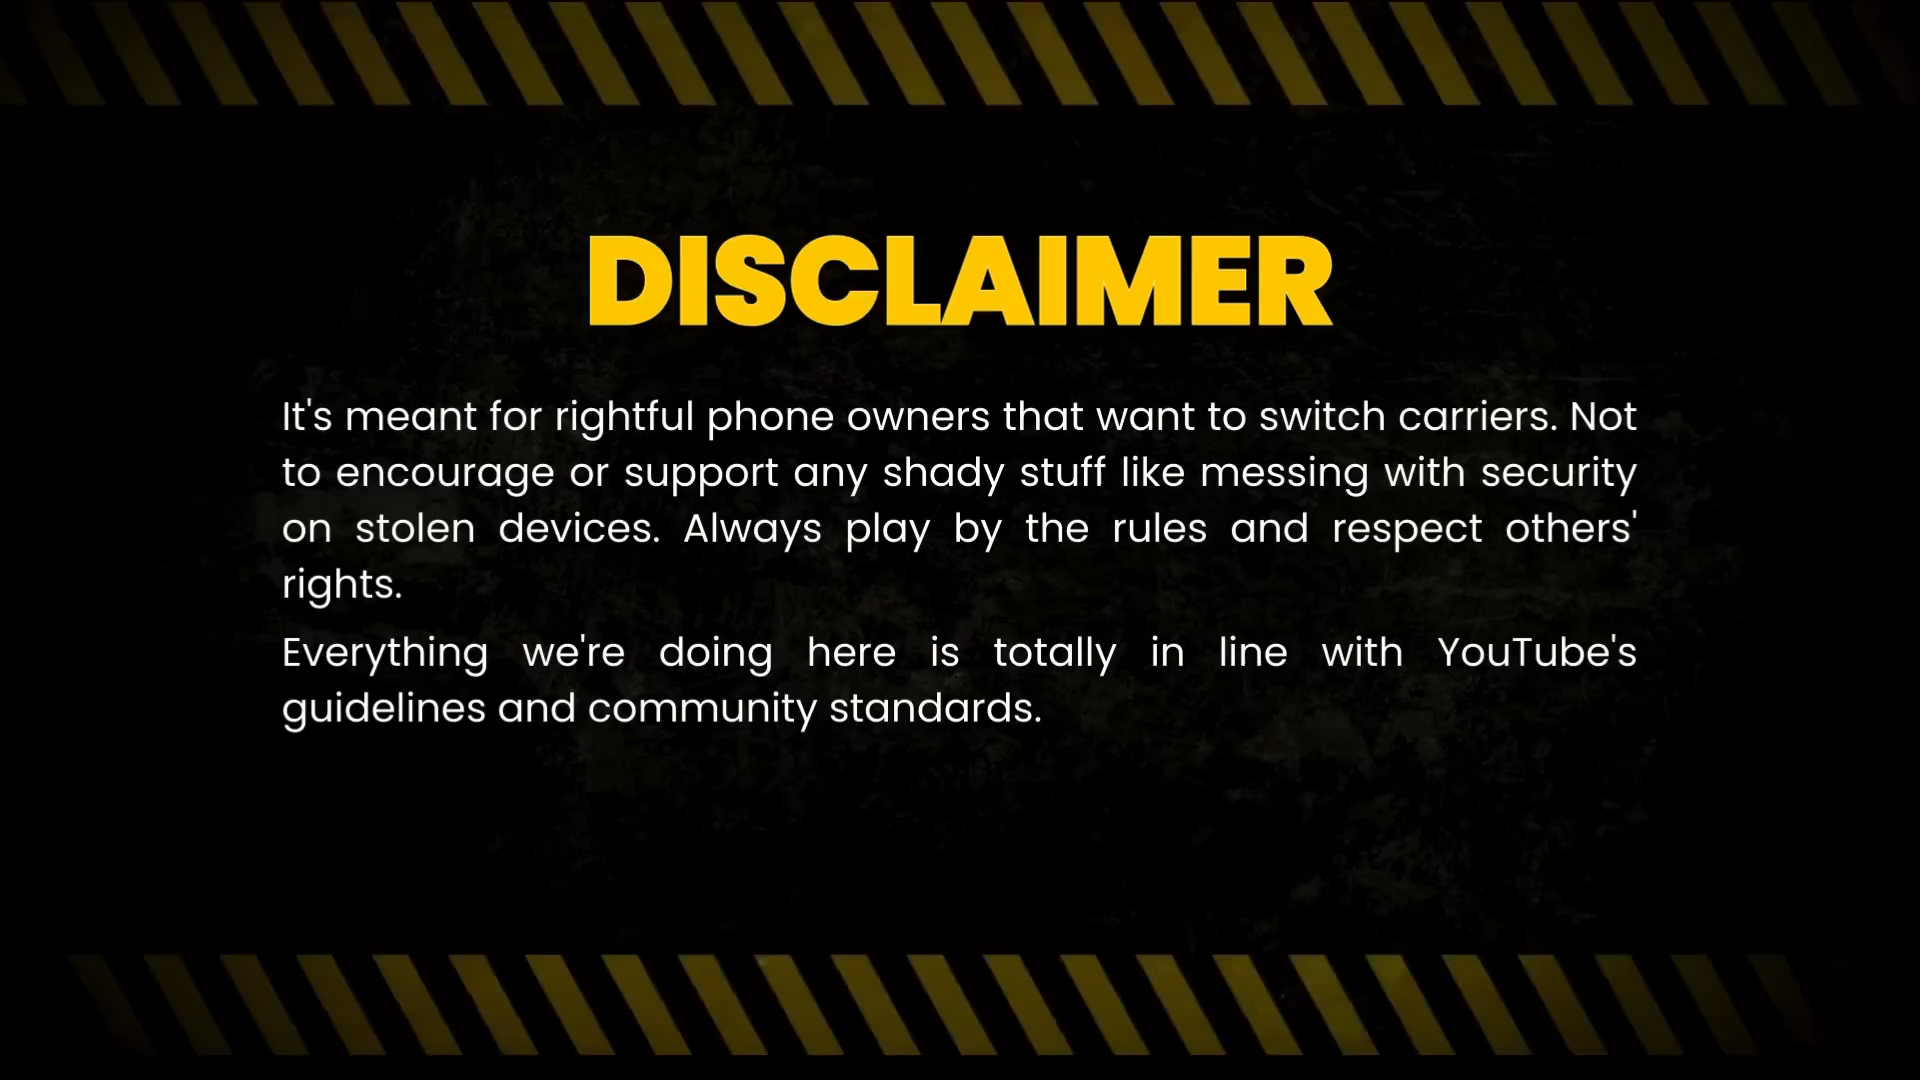 DISCLAIMER
It's meant for rightful phone owners that want to switch carriers. Not
to encourage or support any shady stuff like messing with security
on stolen devices. Always play by the rules and respect others'
rights.
Everything we're doing here is totally in line with YouTube's
guidelines and community standards.